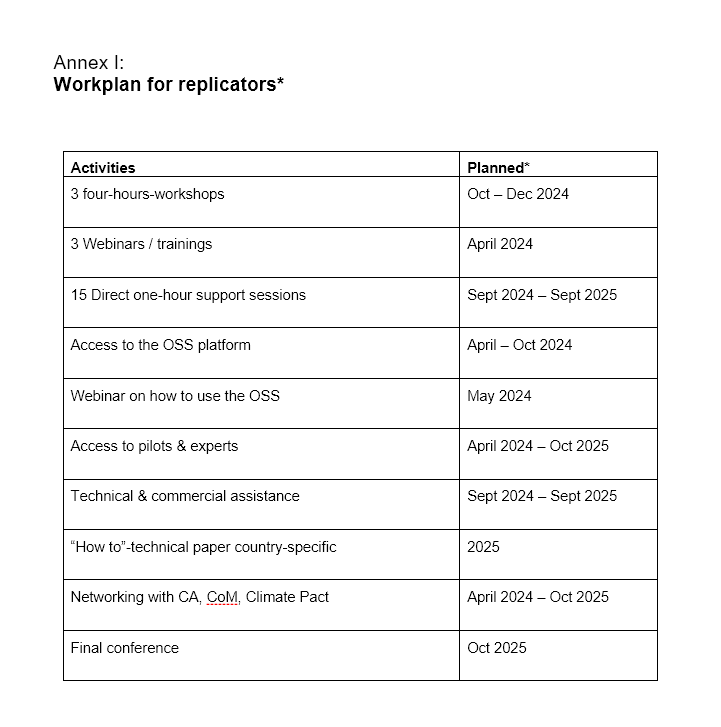 Annex I:
Workplan for replicators*
Activities Planned*
3 four-hours-workshops Oct – Dec 2024
3 Webinars / trainings April 2024
15 Direct one-hour support sessions Sept 2024 – Sept 2025
Access to the OSS platform April – Oct 2024
Webinar on how to use the OSS May 2024
Access to pilots & experts April 2024 – Oct 2025
Technical & commercial assistance Sept 2024 – Sept 2025
“How to”-technical paper country-specific 2025
Networking with CA, CoM, Climate Pact April 2024 – Oct 2025
Final conference Oct 2025